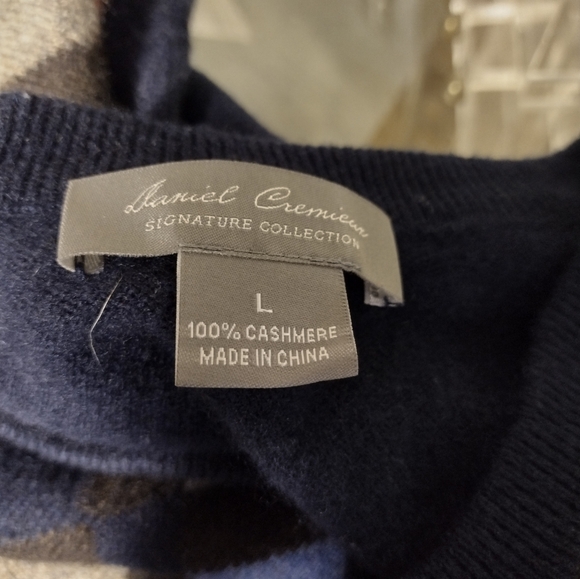 Daniel Cremieux
SIGNATURE COLLECTION
L
100% CASHMERE
MADE IN CHINA